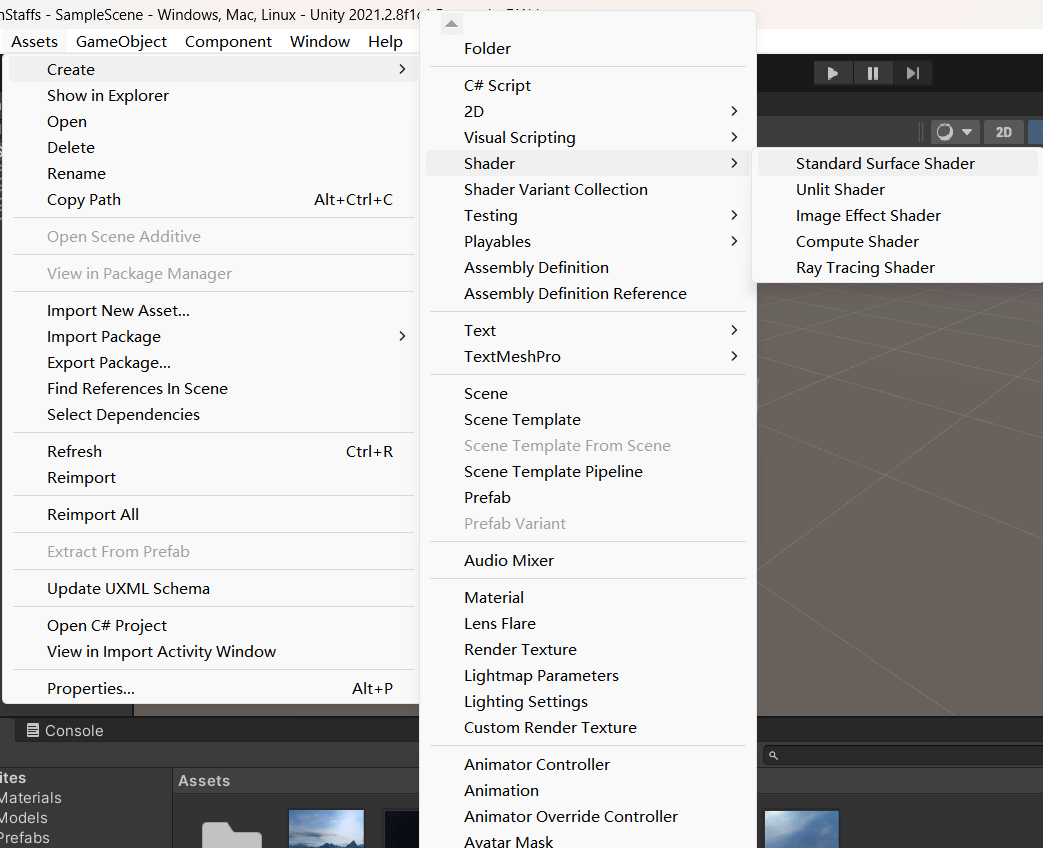 nStaffs - SampleScene - Windows, Mac, Linux - Unity 2021.2.8f1c
Assets GameObject Component Window Help
Create
Show in Explorer
Open
Delete
Rename
Copy Path Alt+Ctrl+C
Open Scene Additive
View in Package Manager
Import New Asset...
Import Package
Export Package...
Find References In Scene
Select Dependencies
Refresh Ctrl+R
Reimport
Reimport All
Extract From Prefab
Update UXML Schema
Open C# Project
View in Import Activity Window
Properties... Alt+P
Folder
C# Script
2D
Visual Scripting
Shader
Shader Variant Collection
Testing
Playables
Assembly Definition
Assembly Definition Reference
Text
TextMeshPro
Scene
Scene Template
Scene Template From Scene
Scene Template Pipeline
Prefab
Prefab Variant
Audio Mixer
Material
Lens Flare
Render Texture
Lightmap Parameters
Lighting Settings
Custom Render Texture
Animator Controller
Animation
Animator Override Controller
Avatar Mask
2D
Standard Surface Shader
Unlit Shader
Image Effect Shader
Compute Shader
Ray Tracing Shader
Console
ites
Materials
Models
Prefabs
Assets